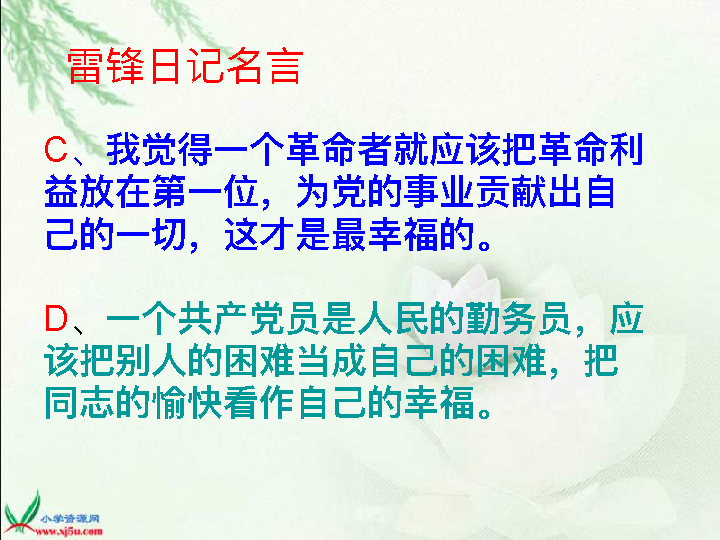 雷锋日记名言
C、我觉得一个革命者就应该把革命利
益放在第一位，为党的事业贡献出自
己的一切，这才是最幸福的。
D、一个共产党员是人民的勤务员，应
该把别人的困难当成自己的困难，把
同志的愉快看作自己的幸福。
小学资源网
www.xj5u.com